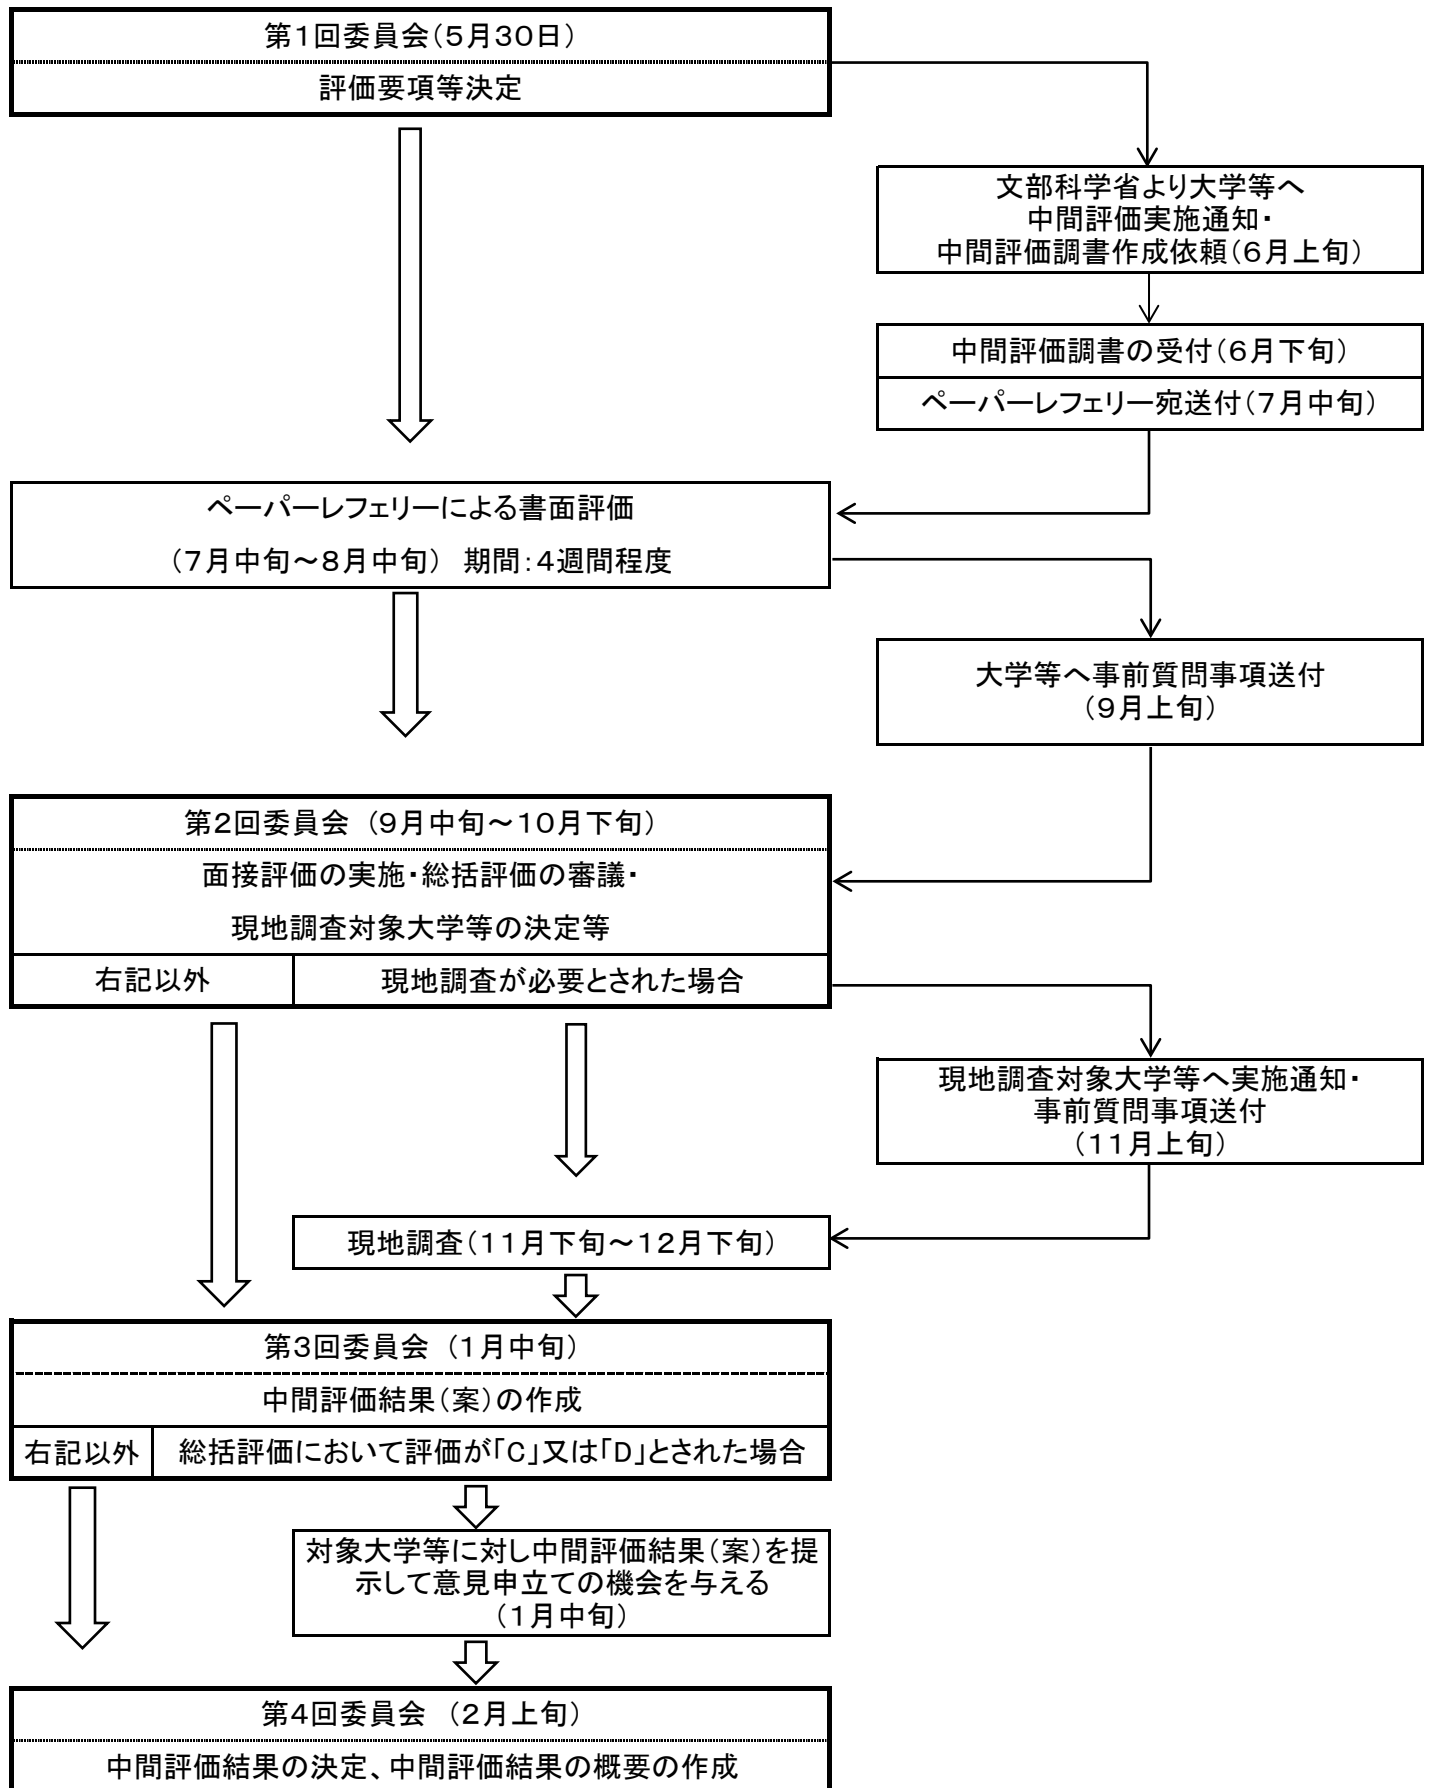 第１回委員会（５月３０日）
評価要項等決定
文部科学省より大学等へ
中間評価実施通知・
中間評価調書作成依頼（６月上旬）
中間評価調書の受付（６月下旬）
ペーパーレフェリー宛送付（７月中旬）
ペーパーレフェリーによる書面評価
（７月中旬～８月中旬）　期間：４週間程度
大学等へ事前質問事項送付
（９月上旬）
第２回委員会　（９月中旬～１０月下旬）
面接評価の実施・総括評価の審議・
現地調査対象大学等の決定等
右記以外
現地調査が必要とされた場合
現地調査対象大学等へ実施通知・
事前質問事項送付
（１１月上旬）
現地調査（１１月下旬～１２月下旬）
第３回委員会　（１月中旬）
中間評価結果（案）の作成
右記以外
総括評価において評価が「Ｃ」又は「Ｄ」とされた場合
対象大学等に対し中間評価結果（案）を提
示して意見申立ての機会を与える
（１月中旬）
第４回委員会　（２月上旬）
中間評価結果の決定、中間評価結果の概要の作成